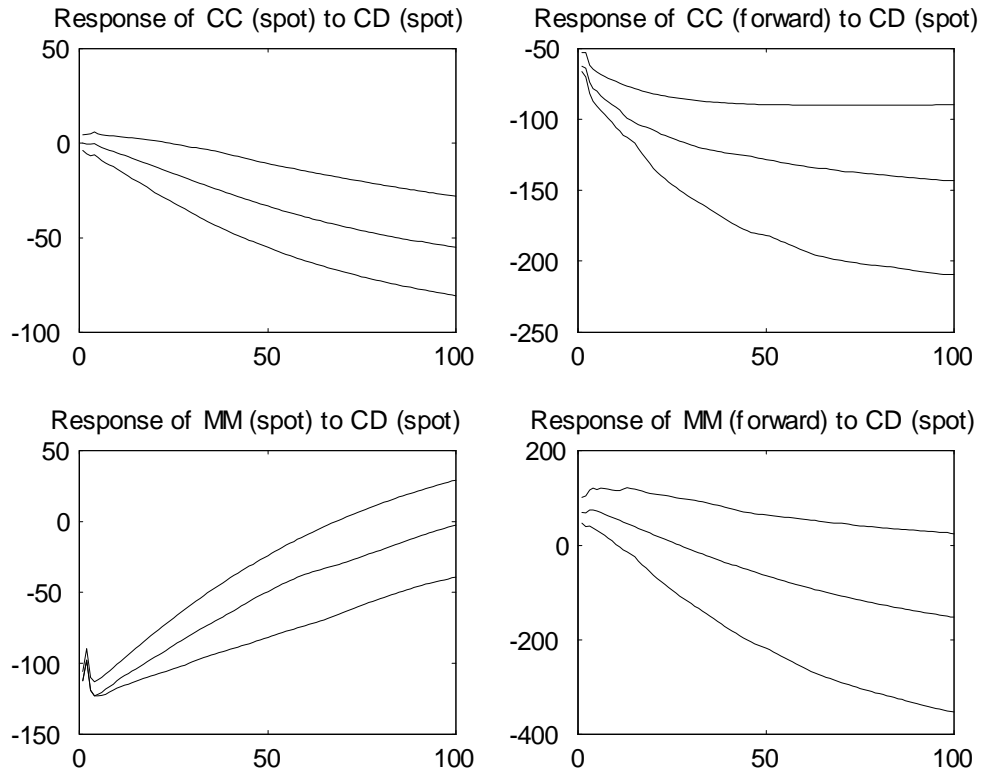 Response of CC (spot) to CD (spot)
50
0
-50
-100
0 50 100
Response of CC (forward) to CD (spot)
-50
-100
-150
-200
-250
0 50 100
Response of MM (spot) to CD (spot)
50
0
-50
-100
-150
0 50 100
Response of MM (forward) to CD (spot)
200
0
-200
-400
0 50 100